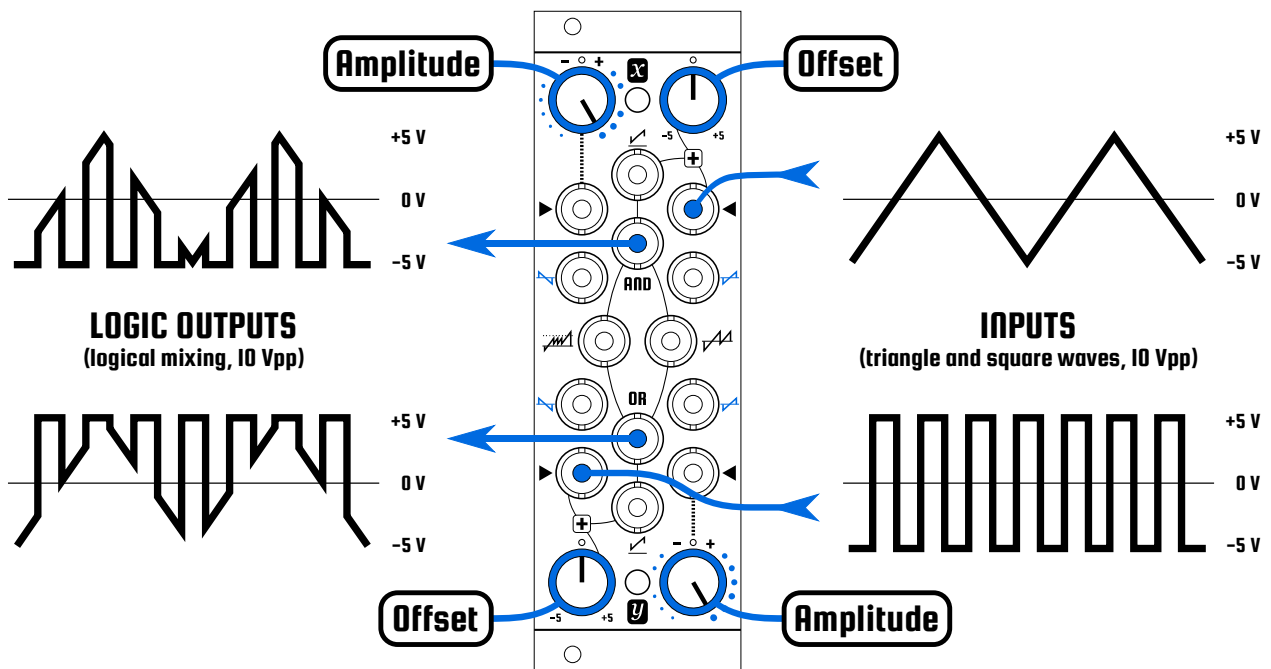 Amplitude
Offset
- +
x
-5 +5
+5 V
0 V
-5 V
+5 V
0 V
-5 V
+
AND
LOGIC OUTPUTS
(logical mixing, 10 Vpp)
INPUTS
(triangle and square waves, 10 Vpp)
OR
+5 V
0 V
-5 V
+5 V
0 V
-5 V
+
- +
-5 +5
y
Offset
Amplitude